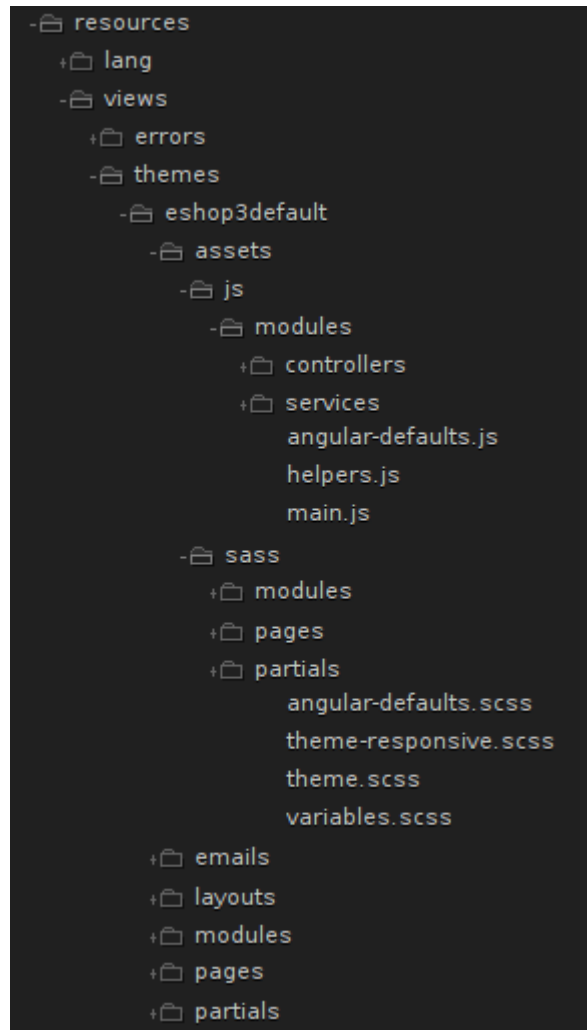 resources
lang
views
errors
themes
eshop3default
assets
js
modules
controllers
services
angular-defaults.js
helpers.js
main.js
sass
modules
pages
partials
angular-defaults.scss
theme-responsive.scss
theme.scss
variables.scss
emails
layouts
modules
pages
partials